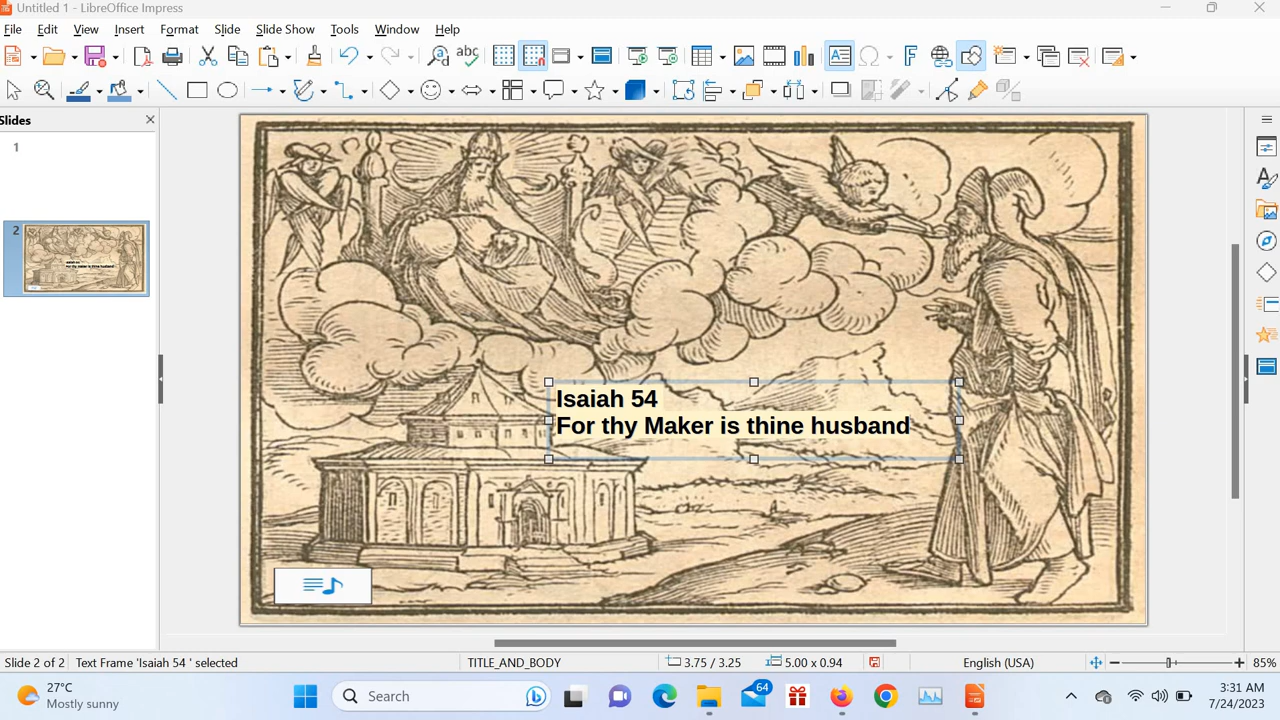 Untitled 1 - LibreOffice Impress
File Edit View Insert Format Slide Slide Show Tools Window Help
Slides
1
2
Isaiah 54
For thy Maker is thine husband
Slide 2 of 2 ext Frame 'Isaiah 54 ' selected TITLE_AND_BODY 3.75 / 3.25 5.00 x 0.94 English (USA) 85%
27°C
Mostly sunny
Search
64
3:31 AM
7/24/2023